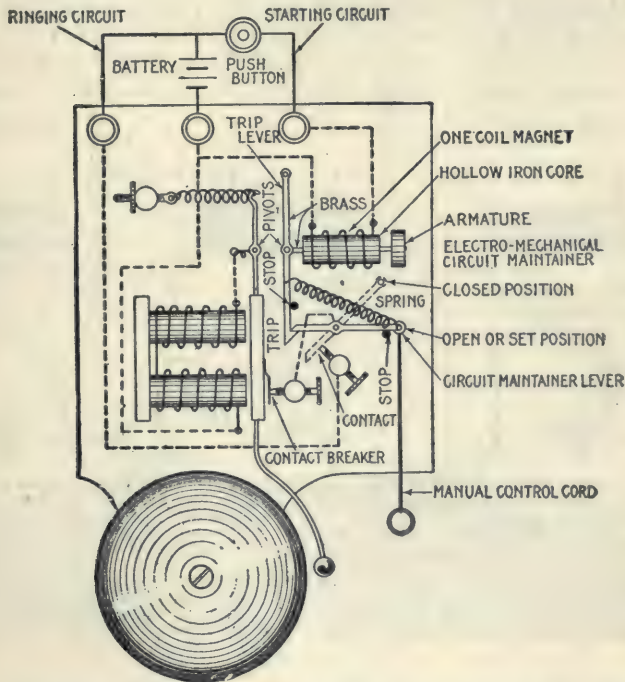 RINGING CIRCUIT
STARTING CIRCUIT
BATTERY
PUSH
BUTTON
TRIP
LEVER
PIVOTS
BRASS
ONE COIL MAGNET
HOLLOW IRON CORE
ARMATURE
ELECTRO-MECHANICAL
CIRCUIT MAINTAINER
STOP
SPRING
CLOSED POSITION
TRIP
OPEN OR SET POSITION
STOP
CIRCUIT MAINTAINER LEVER
CONTACT
CONTACT BREAKER
MANUAL CONTROL CORD